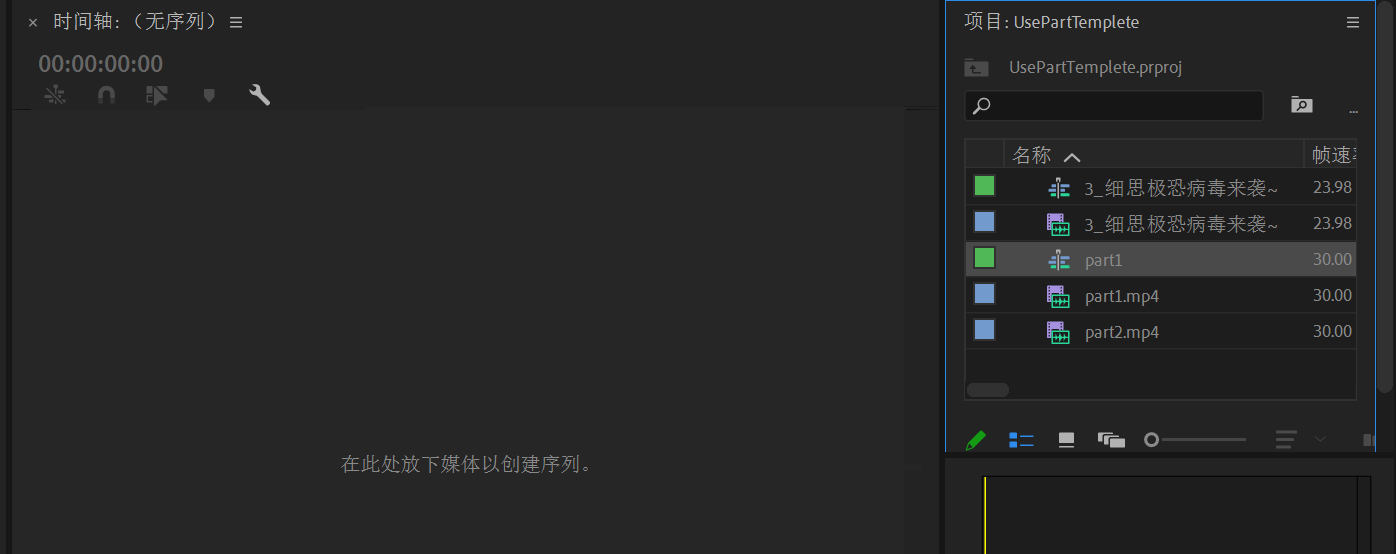 × 时间轴:（无序列） ≡
00:00:00:00
在此处放下媒体以创建序列。
项目: UsePartTemplete ≡
UsePartTemplete.prproj
...
名称 帧速
3_细思极恐病毒来袭~ 23.98
3_细思极恐病毒来袭~ 23.98
part1 30.00
part1.mp4 30.00
part2.mp4 30.00